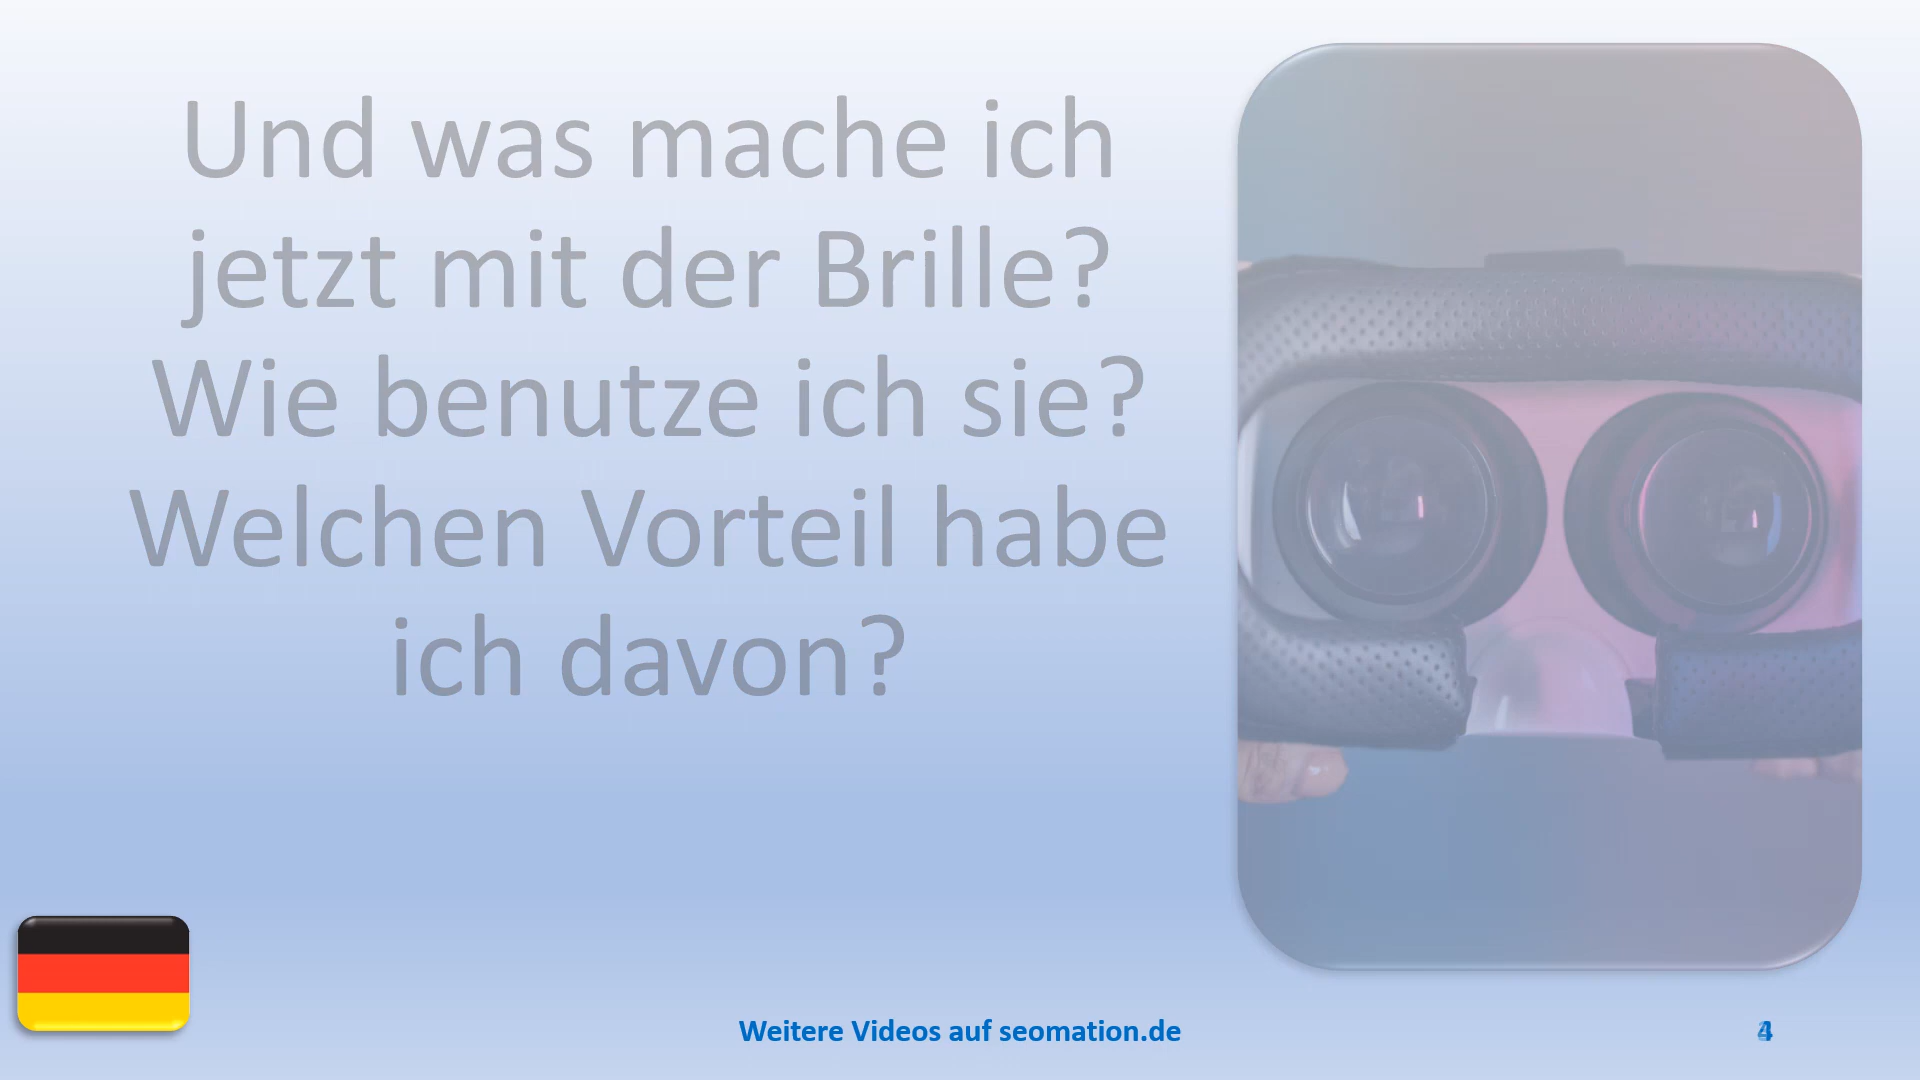 Und was mache ich
jetzt mit der Brille?
Wie benutze ich sie?
Welchen Vorteil habe
ich davon?
Weitere Videos auf seomation.de
4